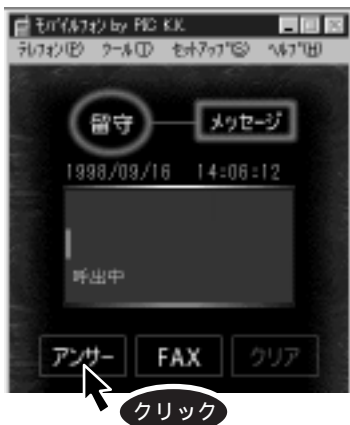 モバイルフォン by PIC K.K.
テレフォン(P) ツール(T) セットアップ(S) ヘルプ(H)
留守 メッセージ
1998/09/16 14:06:12
呼出中
アンサー FAX クリア
クリック